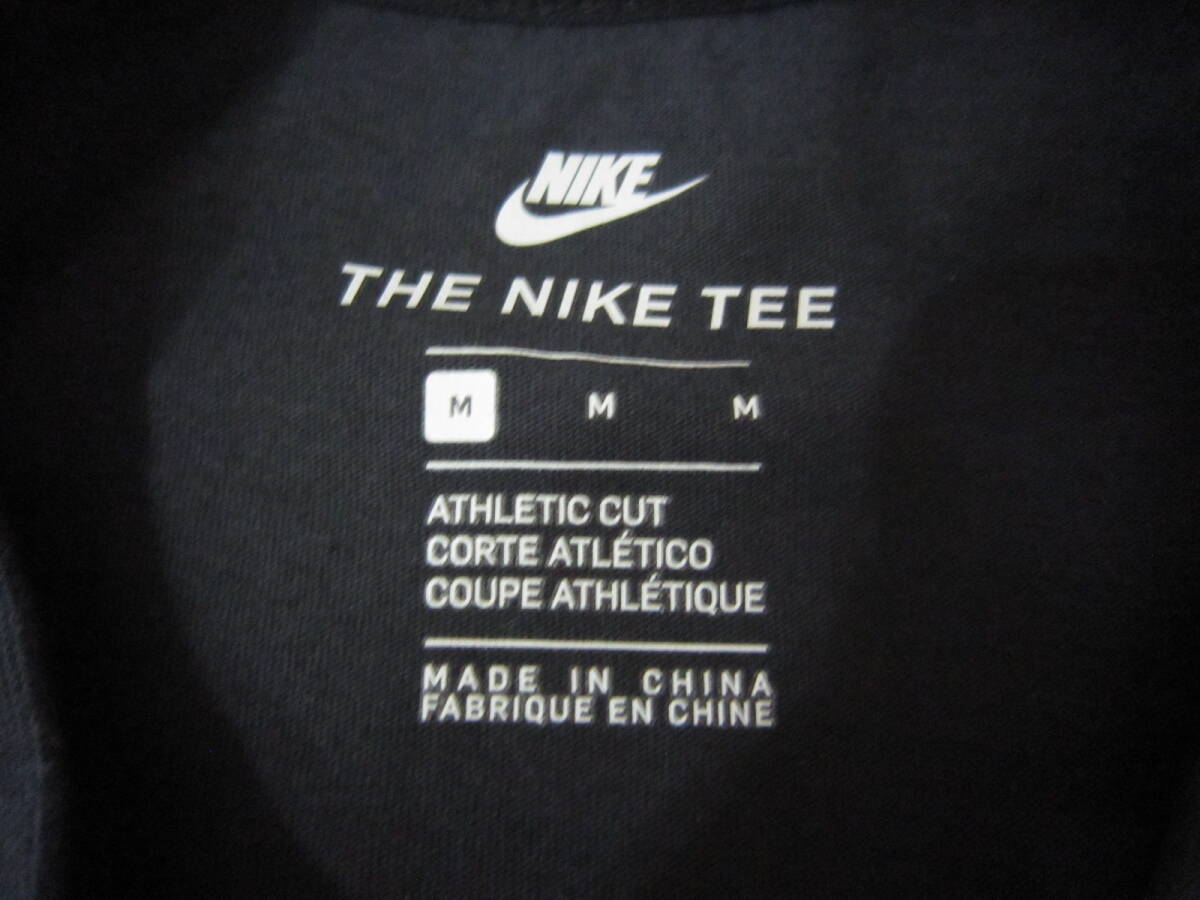 NIKE
THE NIKE TEE
M M M
ATHLETIC CUT
CORTE ATLÉTICO
COUPE ATHLÉTIQUE
MADE IN CHINA
FABRIQUE EN CHINE